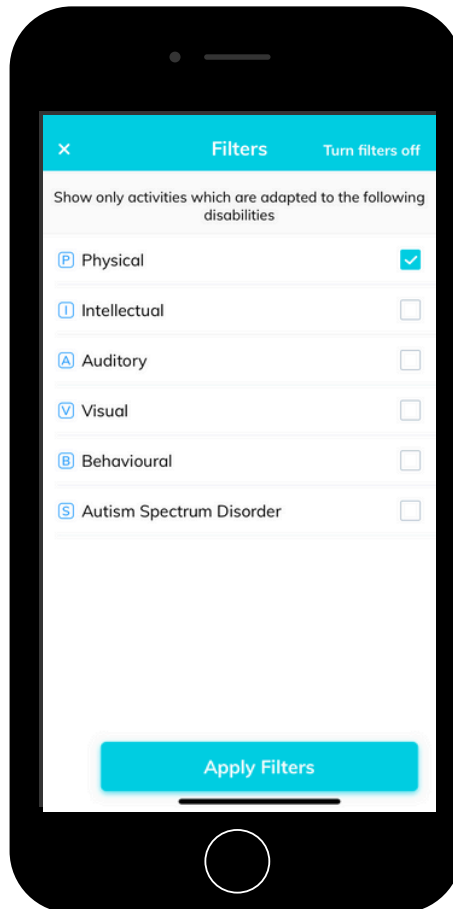 × Filters Turn filters off
Show only activities which are adapted to the following
disabilities
P Physical
I Intellectual
A Auditory
V Visual
B Behavioural
S Autism Spectrum Disorder
Apply Filters